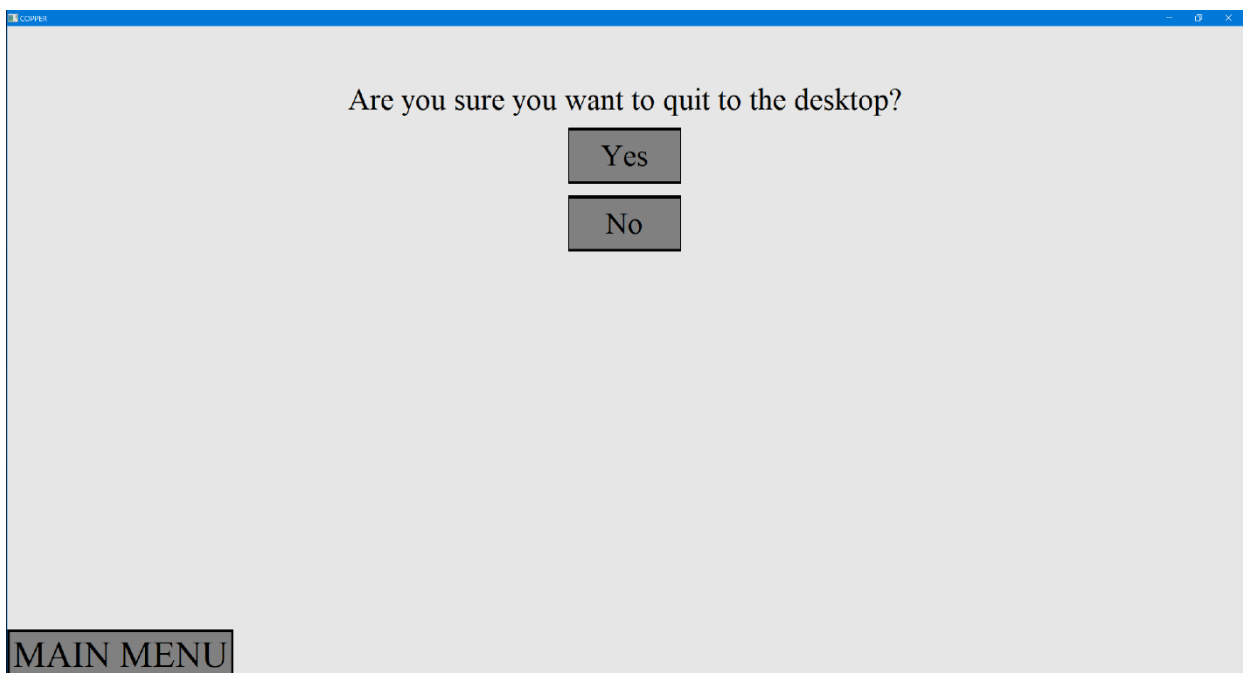 COPPER
Are you sure you want to quit to the desktop?
Yes
No
MAIN MENU